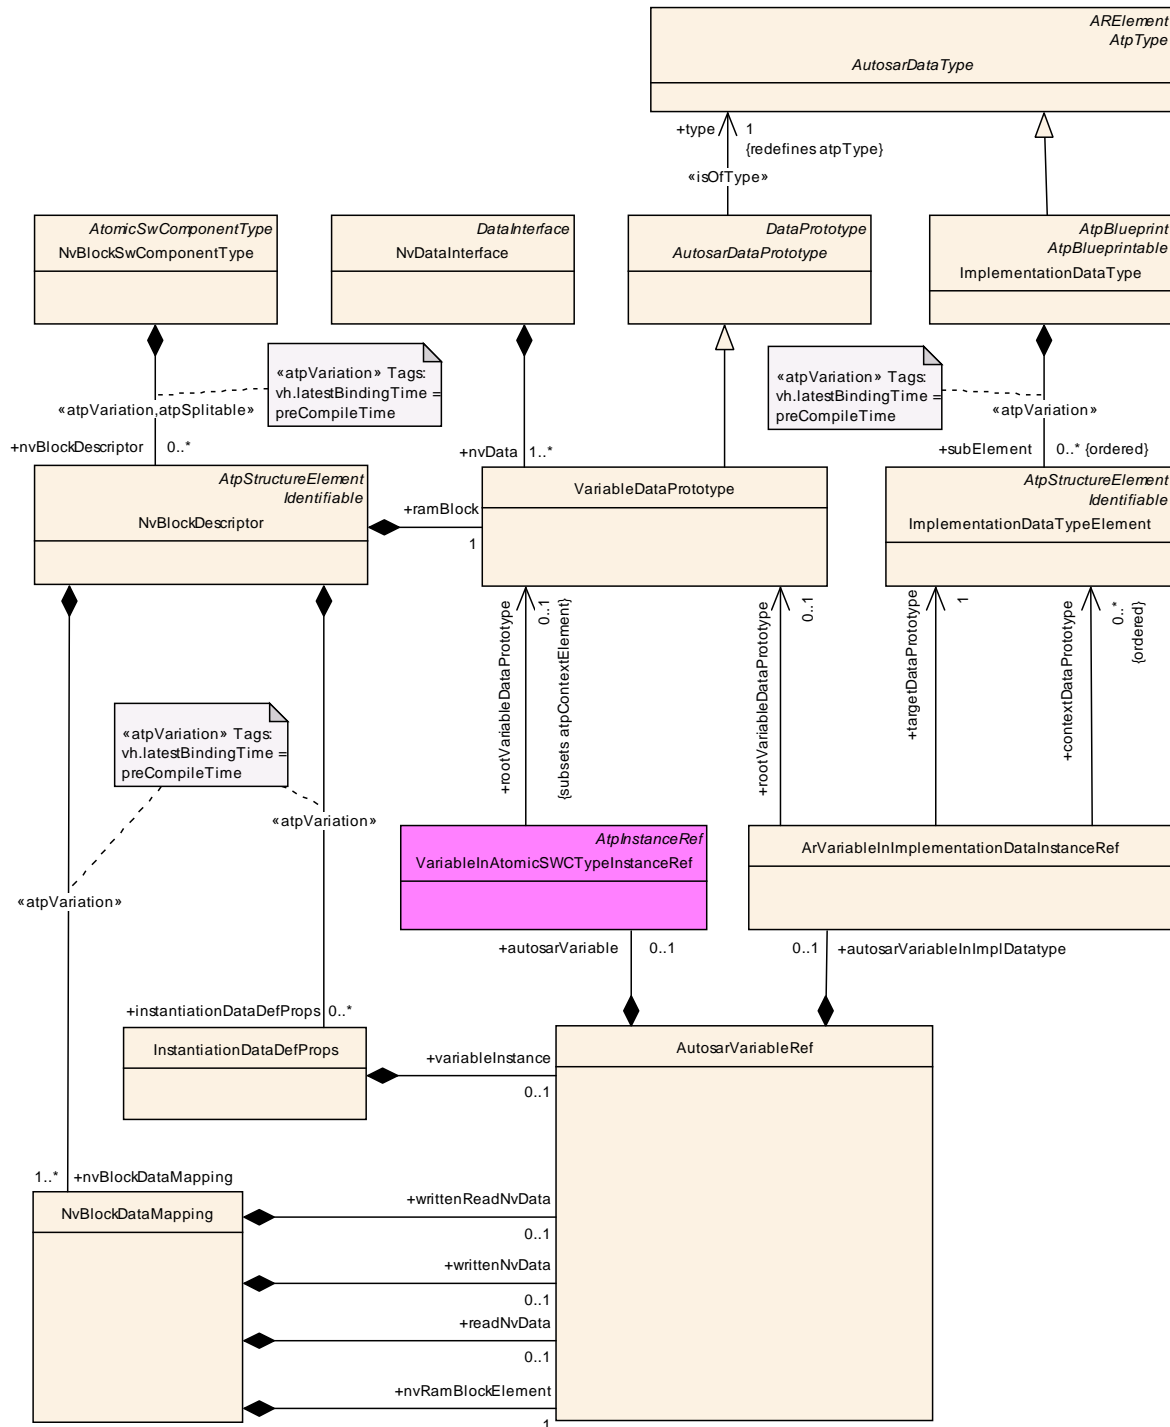 ARElement
AtpType
AutosarDataType
+type
1
{redefines atpType}
«isOfType»
AtomicSwComponentType
NvBlockSwComponentType
DataInterface
NvDataInterface
DataPrototype
AutosarDataPrototype
AtpBlueprint
AtpBlueprintable
ImplementationDataType
«atpVariation» Tags:
vh.latestBindingTime =
preCompileTime
«atpVariation,atpSplitable»
«atpVariation» Tags:
vh.latestBindingTime =
preCompileTime
«atpVariation»
+nvBlockDescriptor
0..*
+nvData
1..*
+subElement
0..* {ordered}
AtpStructureElement
Identifiable
NvBlockDescriptor
+ramBlock
1
VariableDataPrototype
AtpStructureElement
Identifiable
ImplementationDataTypeElement
+rootVariableDataPrototype
0..1
{subsets atpContextElement}
+rootVariableDataPrototype
0..1
+targetDataPrototype
1
+contextDataPrototype
0..*
{ordered}
«atpVariation» Tags:
vh.latestBindingTime =
preCompileTime
«atpVariation»
«atpVariation»
AtpInstanceRef
VariableInAtomicSWCTypeInstanceRef
ArVariableInImplementationDataInstanceRef
+autosarVariable
0..1
0..1
+autosarVariableInImplDatatype
+instantiationDataDefProps
0..*
InstantiationDataDefProps
+variableInstance
0..1
AutosarVariableRef
1..*
+nvBlockDataMapping
NvBlockDataMapping
+writtenReadNvData
0..1
+writtenNvData
0..1
+readNvData
0..1
+nvRamBlockElement
1